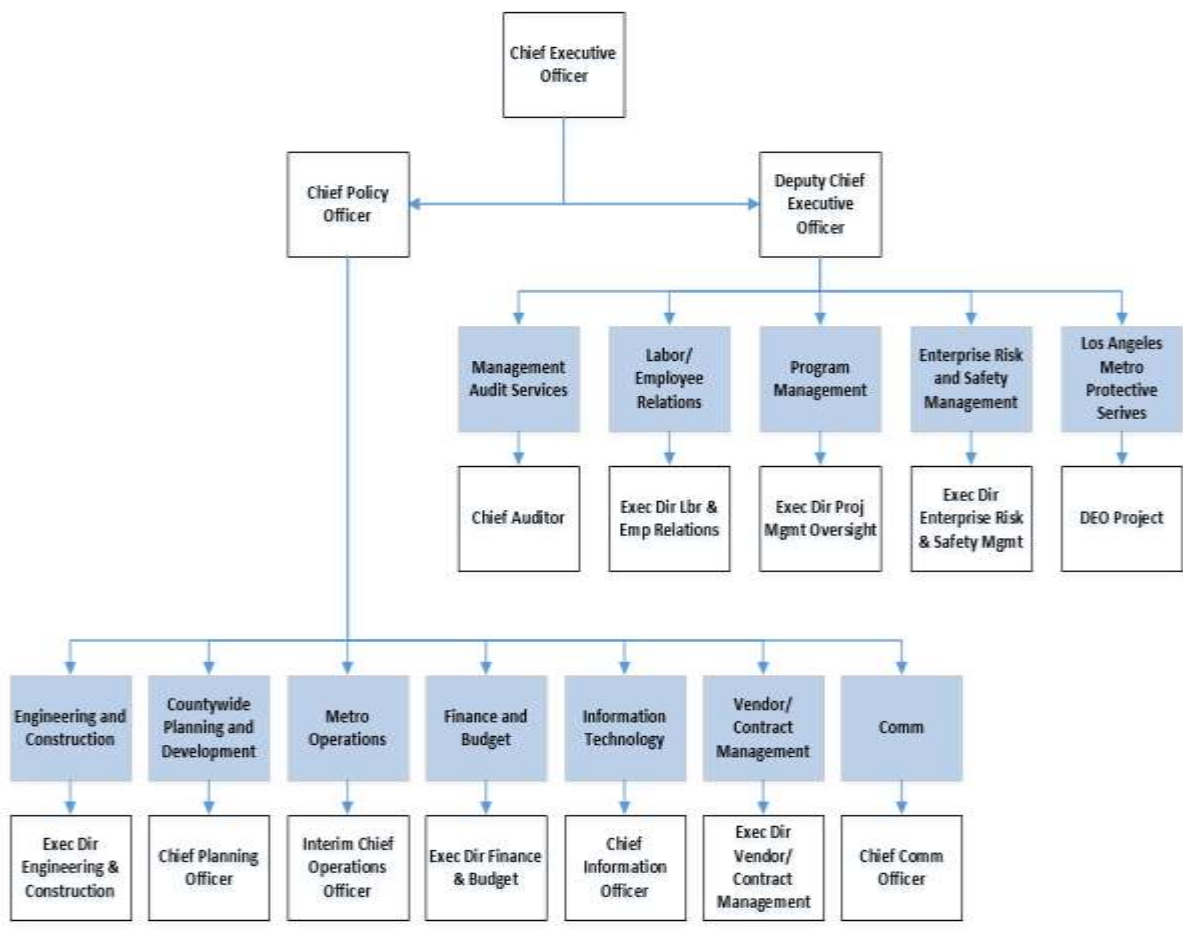 Chief Executive
Officer
Chief Policy
Officer
Deputy Chief
Executive
Officer
Management
Audit Services
Labor/
Employee
Relations
Program
Management
Enterprise Risk
and Safety
Management
Los Angeles
Metro
Protective
Serives
Chief Auditor
Exec Dir Lbr &
Emp Relations
Exec Dir Proj
Mgmt Oversight
Exec Dir
Enterprise Risk
& Safety Mgmt
DEO Project
Engineering and
Construction
Countywide
Planning and
Development
Metro
Operations
Finance and
Budget
Information
Technology
Vendor/
Contract
Management
Comm
Exec Dir
Engineering &
Construction
Chief Planning
Officer
Interim Chief
Operations
Officer
Exec Dir Finance
& Budget
Chief
Information
Officer
Exec Dir
Vendor/
Contract
Management
Chief Comm
Officer